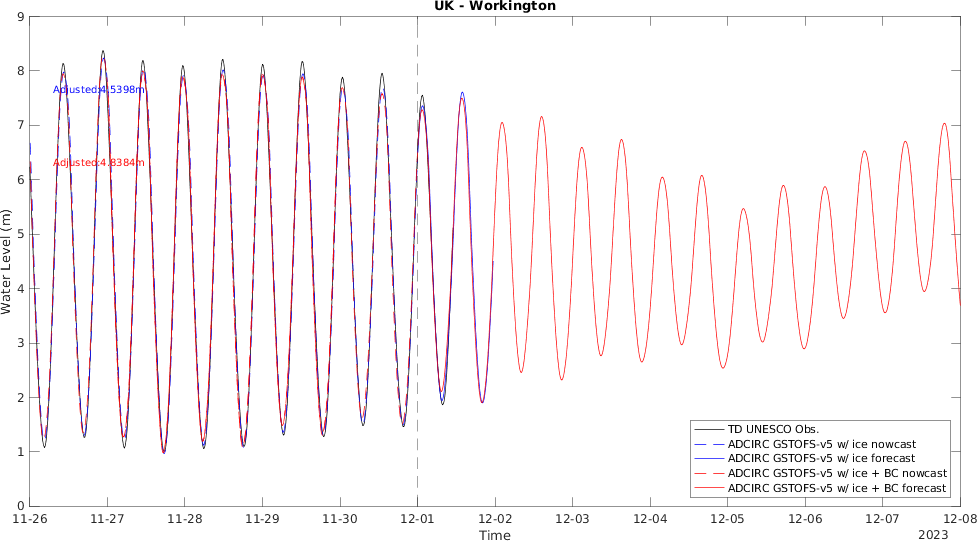 UK - Workington
9
8
7
6
5
4
3
2
1
0
Water Level (m)
Adjusted:4.5398m
Adjusted:4.8384m
TD UNESCO Obs.
ADCIRC GSTOFS-v5 w/ ice nowcast
ADCIRC GSTOFS-v5 w/ ice forecast
ADCIRC GSTOFS-v5 w/ ice + BC nowcast
ADCIRC GSTOFS-v5 w/ ice + BC forecast
11-26 11-27 11-28 11-29 11-30 12-01 12-02 12-03 12-04 12-05 12-06 12-07 12-08
Time
2023